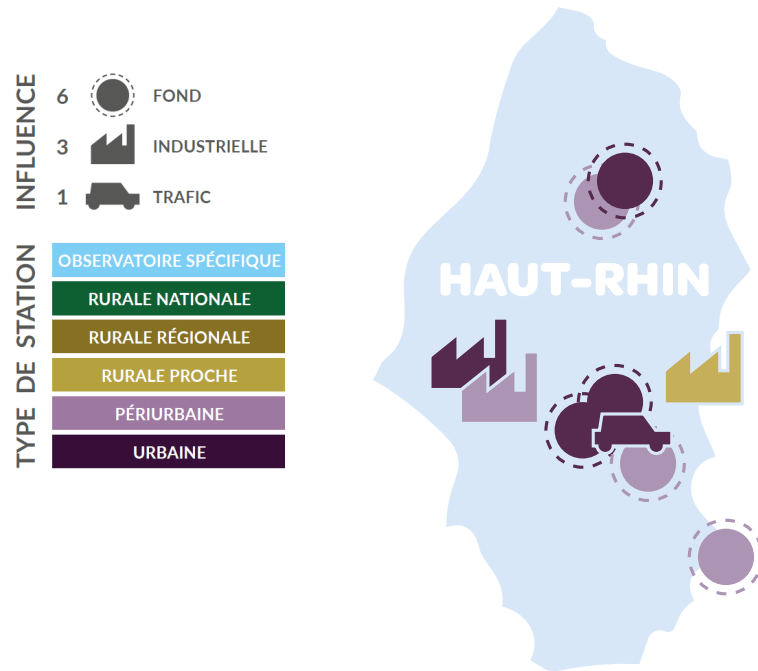 INFLUENCE
6 FOND
3 INDUSTRIELLE
1 TRAFIC
TYPE DE STATION
OBSERVATOIRE SPÉCIFIQUE
RURALE NATIONALE
RURALE RÉGIONALE
RURALE PROCHE
PÉRIURBAINE
URBAINE
HAUT-RHIN